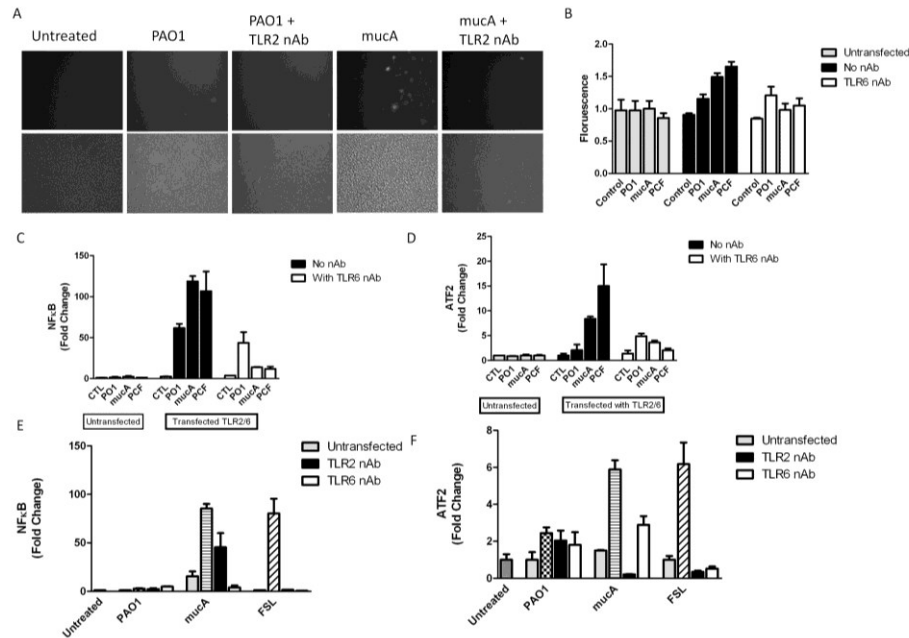 A
Untreated
PAO1
PAO1 +
TLR2 nAb
mucA
mucA +
TLR2 nAb
B
Floruescence
2.0
1.5
1.0
0.5
0.0
Control
PO1
mucA
PCF
Control
PO1
mucA
PCF
Control
PO1
mucA
PCF
Untransfected
No nAb
TLR6 nAb
C
NFκB
(Fold Change)
150
100
50
0
CTL
PO1
mucA
PCF
CTL
PO1
mucA
PCF
CTL
PO1
mucA
PCF
Untransfected
Transfected TLR2/6
No nAb
With TLR6 nAb
D
ATF2
(Fold Change)
25
20
15
10
5
0
CTL
PO1
mucA
PCF
CTL
PO1
mucA
PCF
CTL
PO1
mucA
PCF
Untransfected
Transfected with TLR2/6
No nAb
With TLR6 nAb
E
NFκB
(Fold Change)
150
100
50
0
Untreated
PAO1
mucA
FSL
Untransfected
TLR2 nAb
TLR6 nAb
F
ATF2
(Fold Change)
8
6
4
2
0
Untreated
PAO1
mucA
FSL
Untransfected
TLR2 nAb
TLR6 nAb